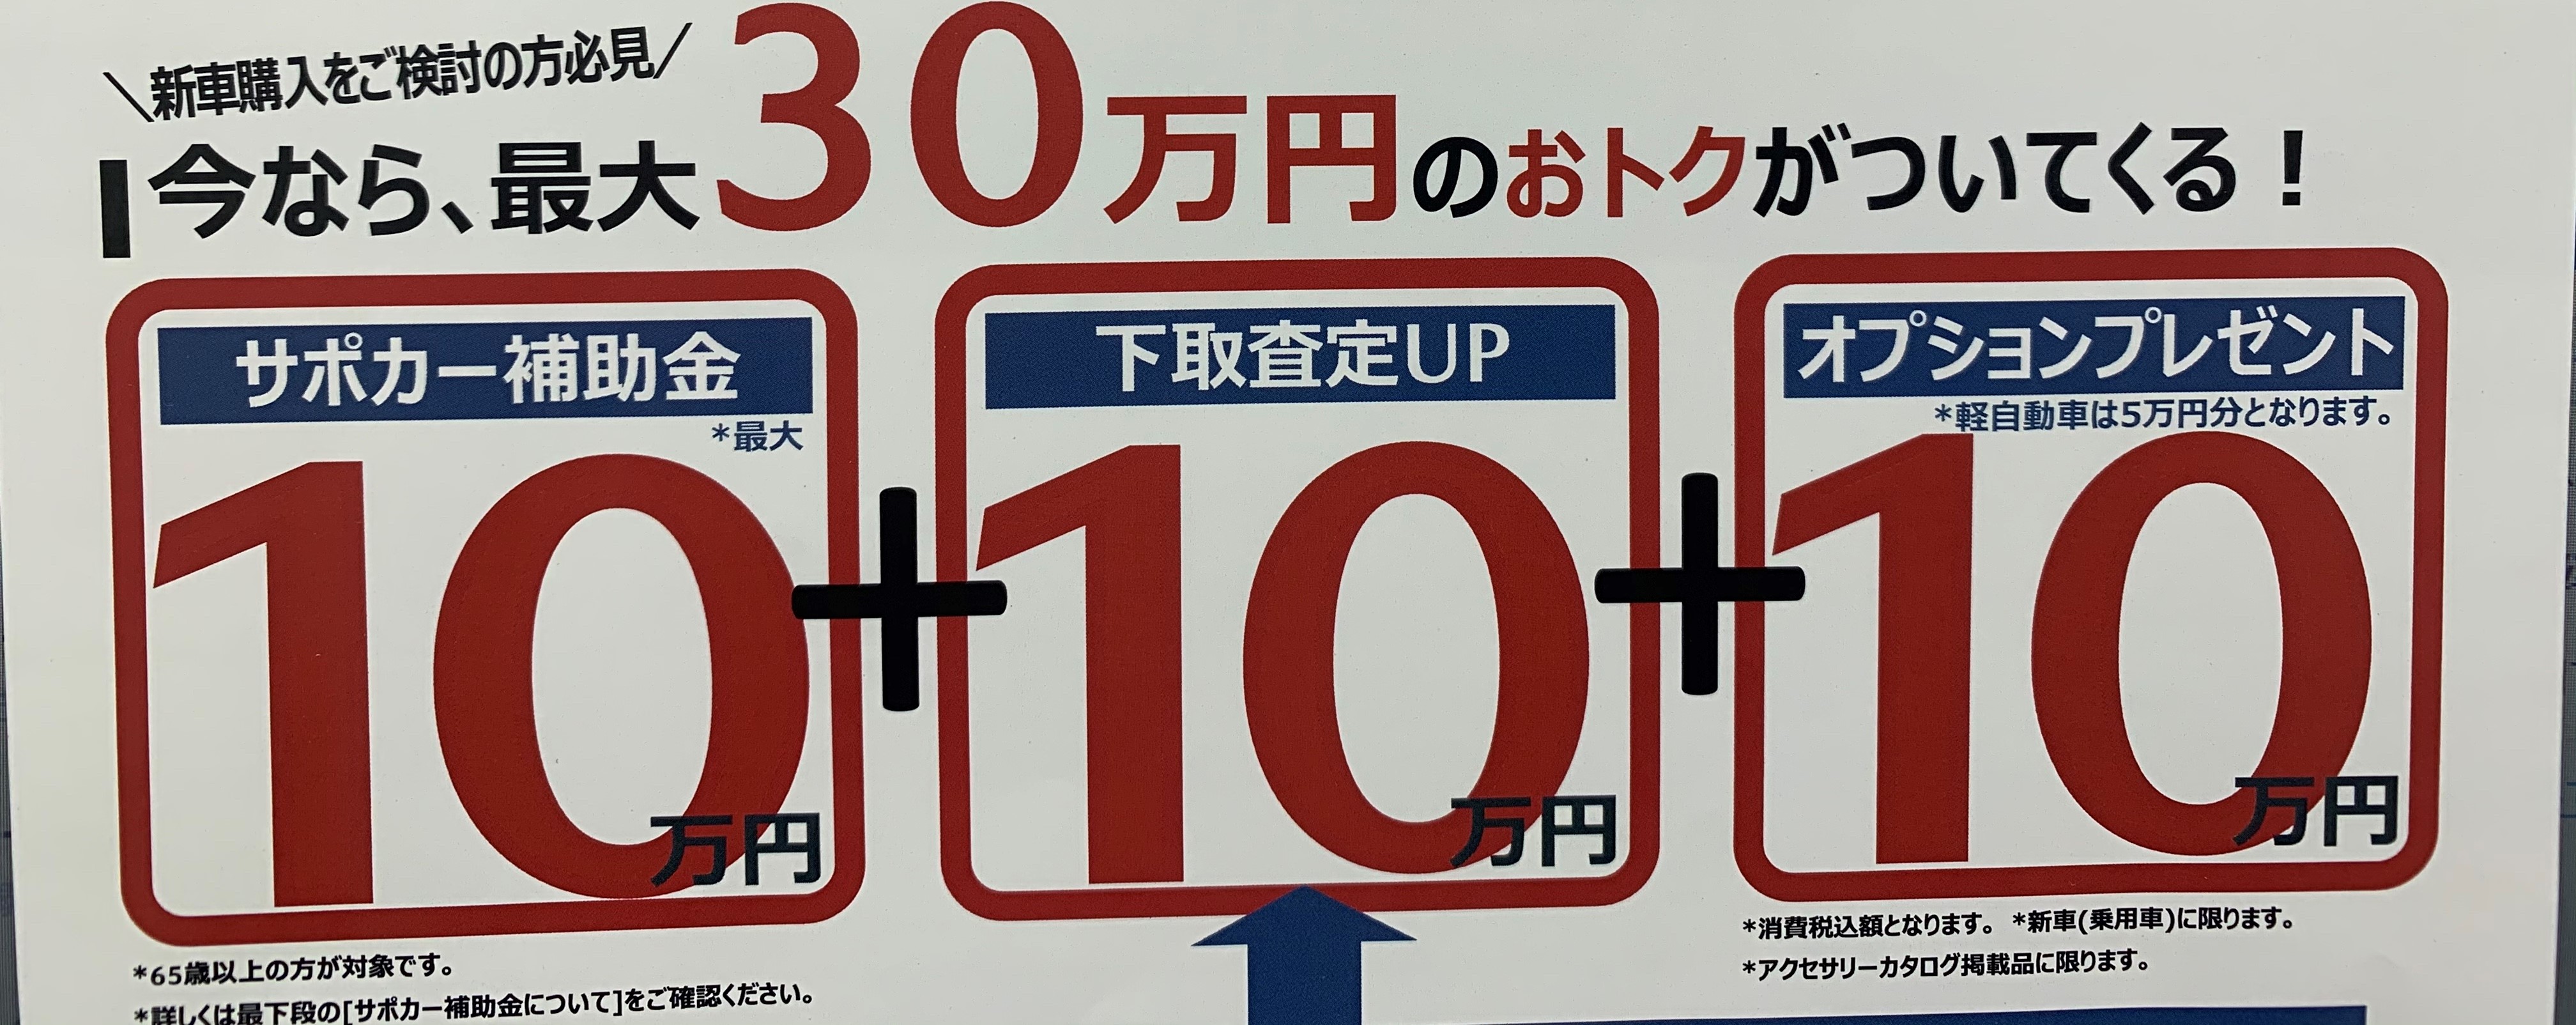 ＼新車購入をご検討の方必見／
今なら、最大30万円のおトクがついてくる！
サポカー補助金
*最大
10万円
+
下取査定UP
10万円
+
オプションプレゼント
*軽自動車は5万円分となります。
10万円
*65歳以上の方が対象です。
*詳しくは最下段の[サポカー補助金について]をご確認ください。
*消費税込額となります。 *新車(乗用車)に限ります。
*アクセサリーカタログ掲載品に限ります。